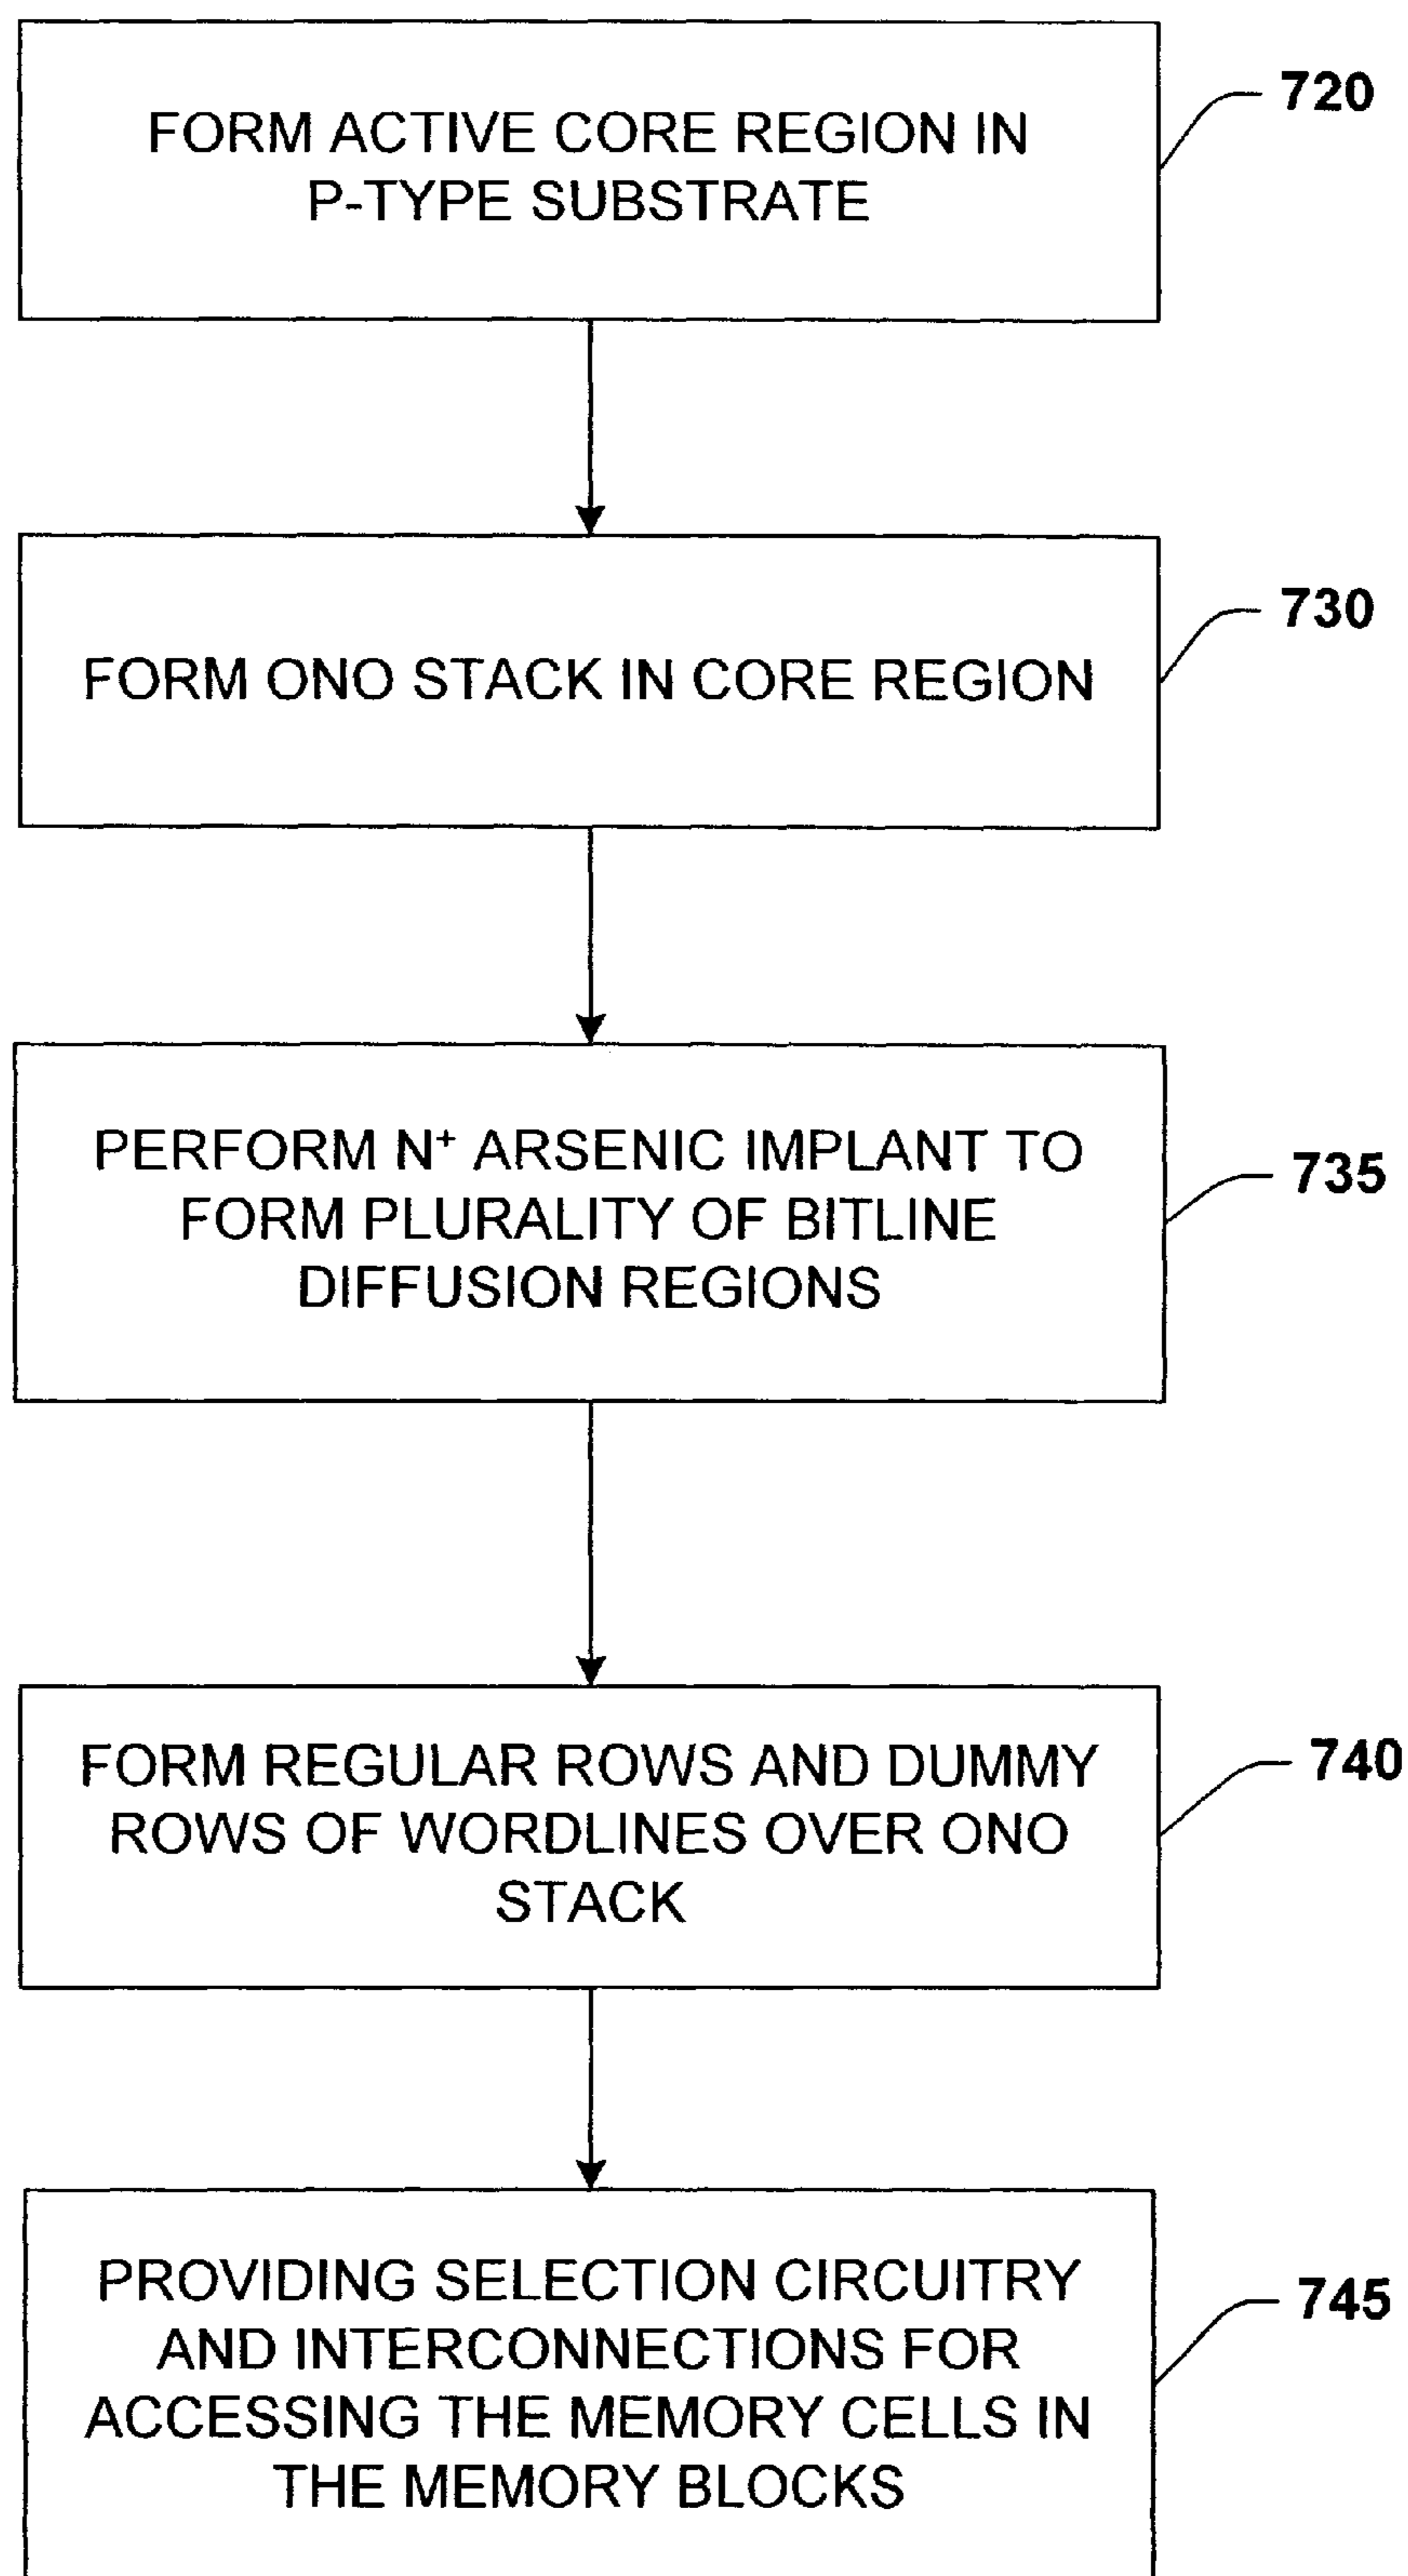 FORM ACTIVE CORE REGION IN
P-TYPE SUBSTRATE
720
FORM ONO STACK IN CORE REGION
730
PERFORM N⁺ ARSENIC IMPLANT TO
FORM PLURALITY OF BITLINE
DIFFUSION REGIONS
735
FORM REGULAR ROWS AND DUMMY
ROWS OF WORDLINES OVER ONO
STACK
740
PROVIDING SELECTION CIRCUITRY
AND INTERCONNECTIONS FOR
ACCESSING THE MEMORY CELLS IN
THE MEMORY BLOCKS
745